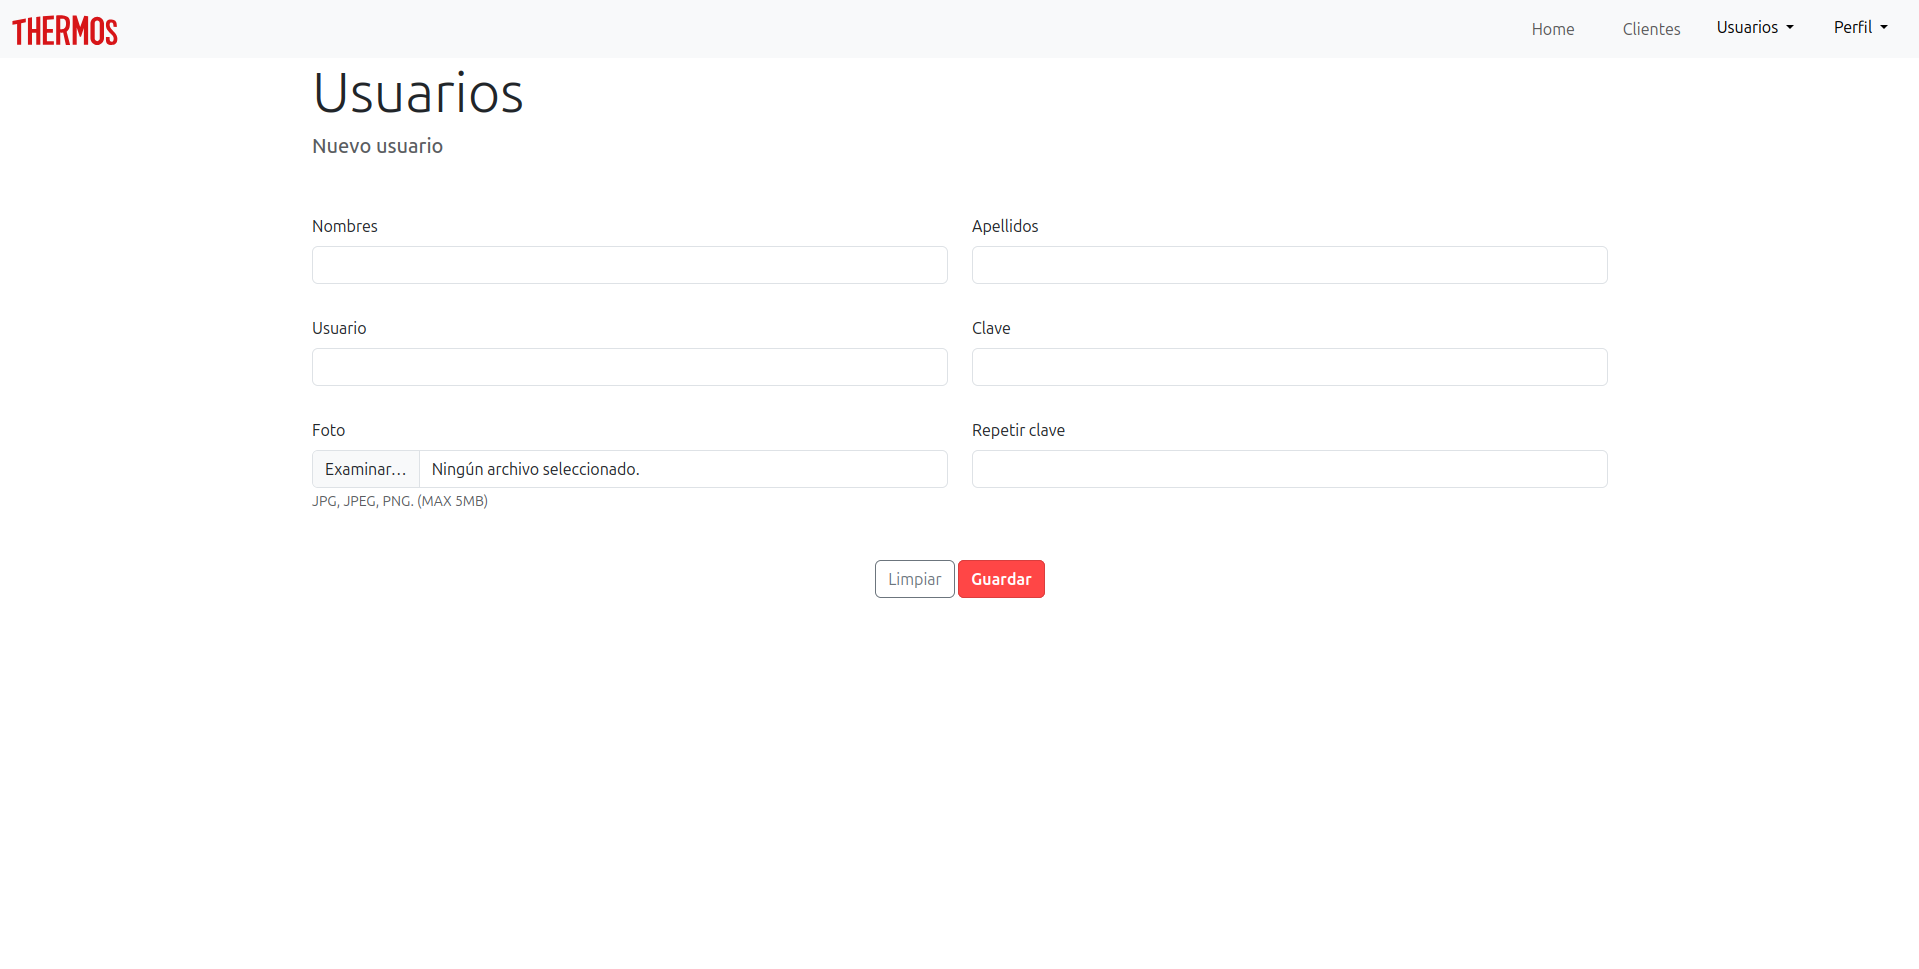 THERMOS
Home Clientes Usuarios Perfil
Usuarios
Nuevo usuario
Nombres Apellidos
Usuario Clave
Foto Repetir clave
Examinar... Ningún archivo seleccionado.
JPG, JPEG, PNG. (MAX 5MB)
Limpiar Guardar